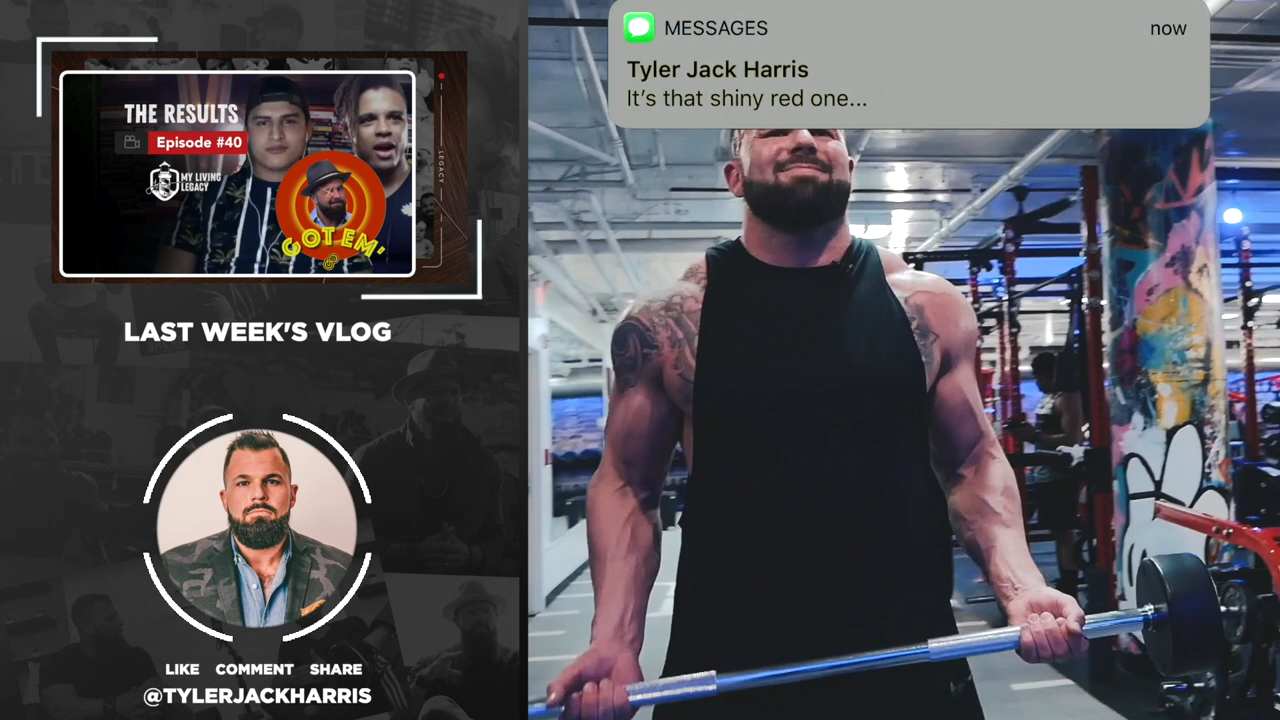 THE RESULTS
Episode #40
MY LIVING
LEGACY
GOT EM'
LEGACY
LAST WEEK'S VLOG
LIKE COMMENT SHARE
@TYLERJACKHARRIS
MESSAGES
now
Tyler Jack Harris
It's that shiny red one...